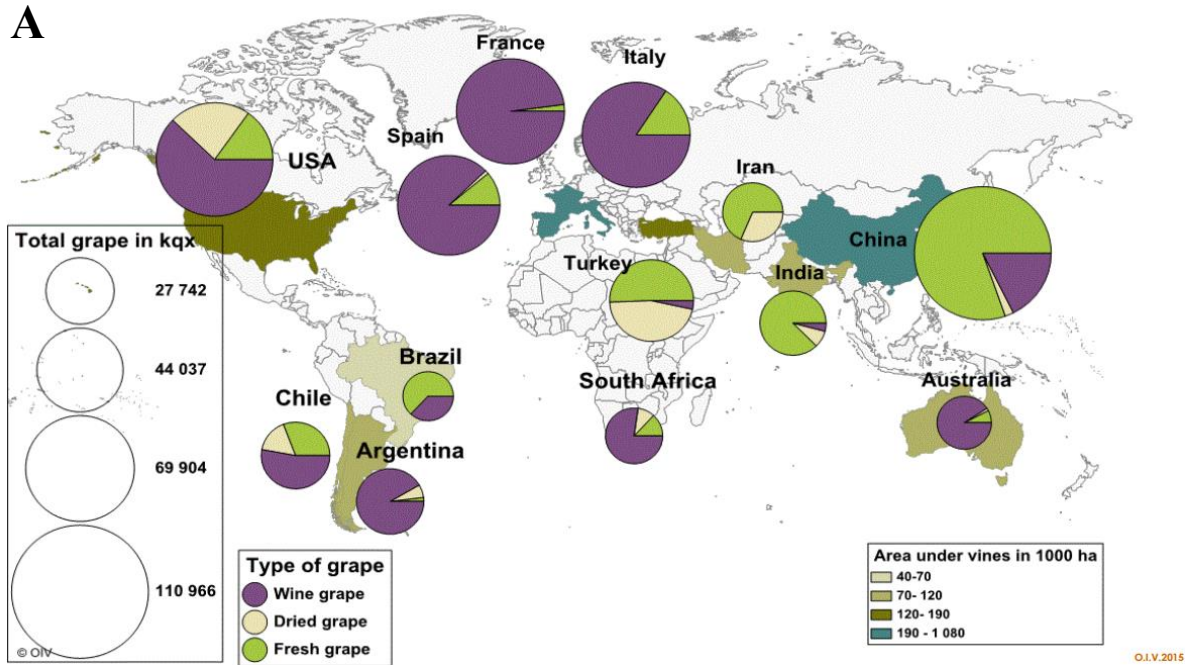 A
France
Italy
USA
Spain
Iran
China
India
Turkey
Total grape in kqx
27 742
44 037
69 904
110 966
Brazil
Chile
Argentina
South Africa
Australia
Type of grape
Wine grape
Dried grape
Fresh grape
Area under vines in 1000 ha
40-70
70- 120
120- 190
190 - 1 080
© OIV
O.I.V.2015